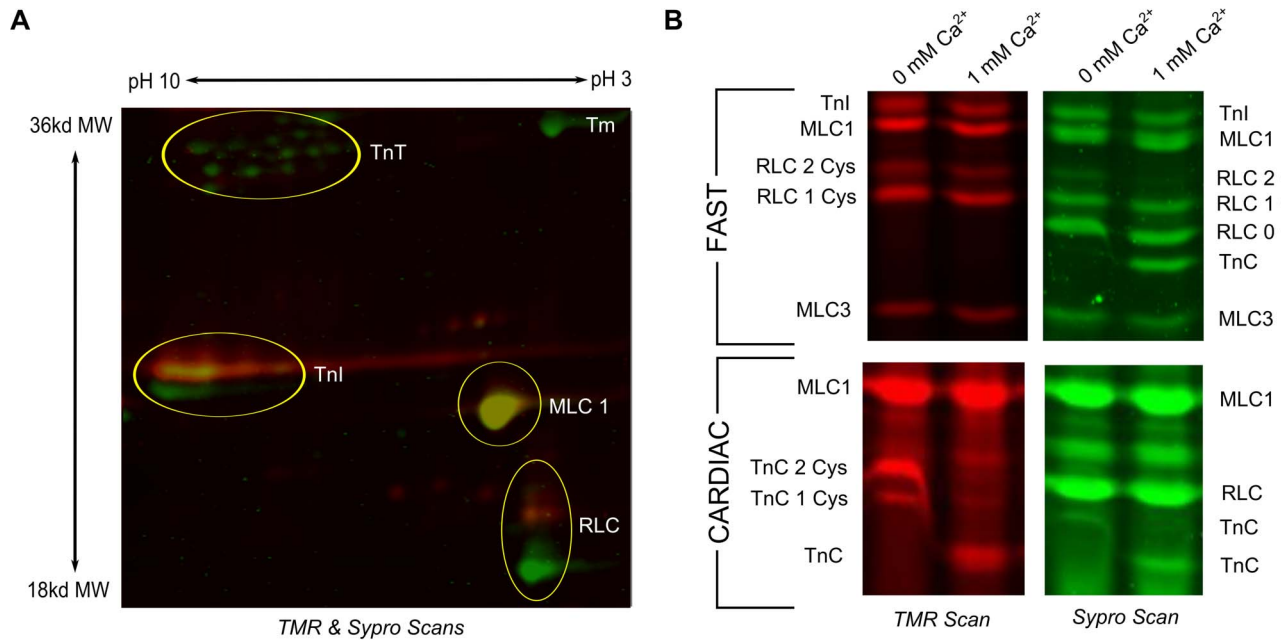 A
pH 10
pH 3
36kd MW
Tm
TnT
TnI
MLC 1
RLC
18kd MW
TMR & Sypro Scans
B
0 mM Ca²⁺
1 mM Ca²⁺
0 mM Ca²⁺
1 mM Ca²⁺
FAST
TnI
MLC1
RLC 2 Cys
RLC 1 Cys
MLC3
TnI
MLC1
RLC 2
RLC 1
RLC 0
TnC
MLC3
CARDIAC
MLC1
TnC 2 Cys
TnC 1 Cys
TnC
MLC1
RLC
TnC
TnC
TMR Scan
Sypro Scan